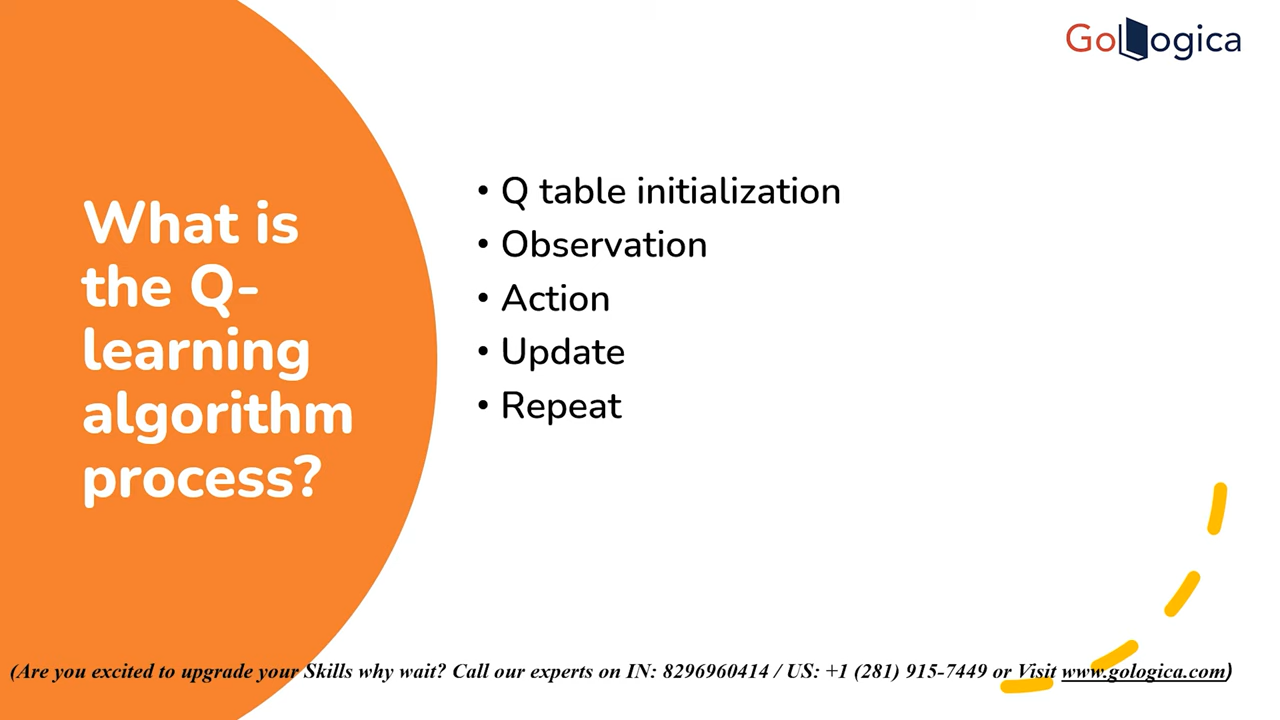 GoLogica
What is
the Q-
learning
algorithm
process?
• Q table initialization
• Observation
• Action
• Update
• Repeat
(Are you excited to upgrade your Skills why wait? Call our experts on IN: 8296960414 / US: +1 (281) 915-7449 or Visit www.gologica.com)